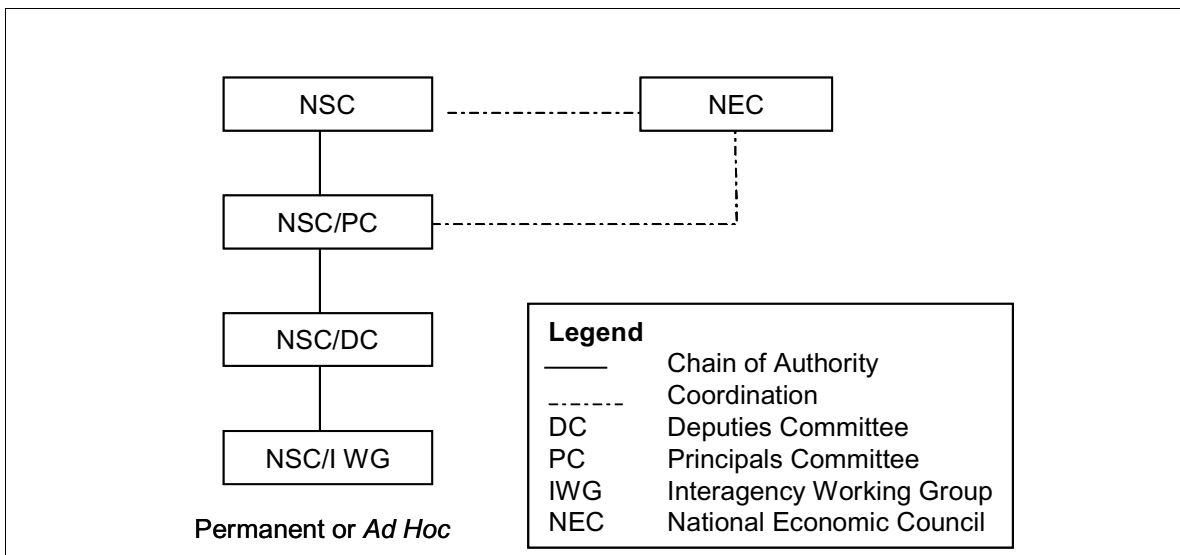 NSC NEC
NSC/PC
NSC/DC
NSC/I WG
Permanent or Ad Hoc
Legend
Chain of Authority
Coordination
DC Deputies Committee
PC Principals Committee
IWG Interagency Working Group
NEC National Economic Council